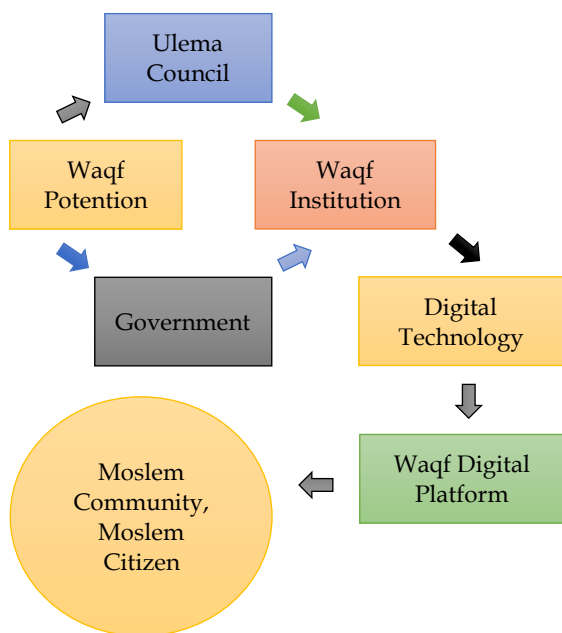 Ulema
Council
Waqf
Potention
Waqf
Institution
Government
Digital
Technology
Waqf Digital
Platform
Moslem
Community,
Moslem
Citizen